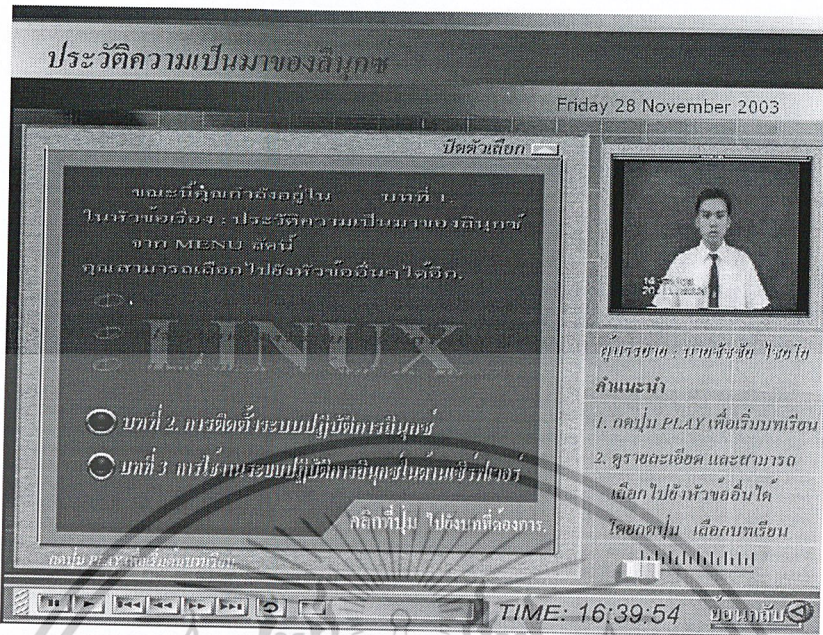 ประวัติความเป็นมาของลินุกซ์
Friday 28 November 2003
ปิดตัวเลือก
ขณะนี้คุณกำลังอยู่ใน บทที่ 1.
ในหัวข้อเรื่อง : ประวัติความเป็นมาของลินุกซ์
จาก MENU ลัดนี้
คุณสามารถเลือกไปยังหัวข้ออื่นๆได้อีก.
LINUX
บทที่ 2. การติดตั้งระบบปฏิบัติการลินุกซ์
บทที่ 3 การใช้งานระบบปฏิบัติการลินุกซ์ในด้านเซิร์ฟเวอร์
คลิกที่ปุ่ม ไปยังบทที่ต้องการ.
กดปุ่ม PLAY เพื่อเริ่มต้นบทเรียน
ผู้บรรยาย : นายชัชชัย ไชยโย
คำแนะนำ
1. กดปุ่ม PLAY เพื่อเริ่มบทเรียน
2. ดูรายละเอียด และสามารถ
เลือกไปยังหัวข้ออื่นได้
โดยกดปุ่ม เลือกบทเรียน
TIME: 16:39:54
ย้อนกลับ